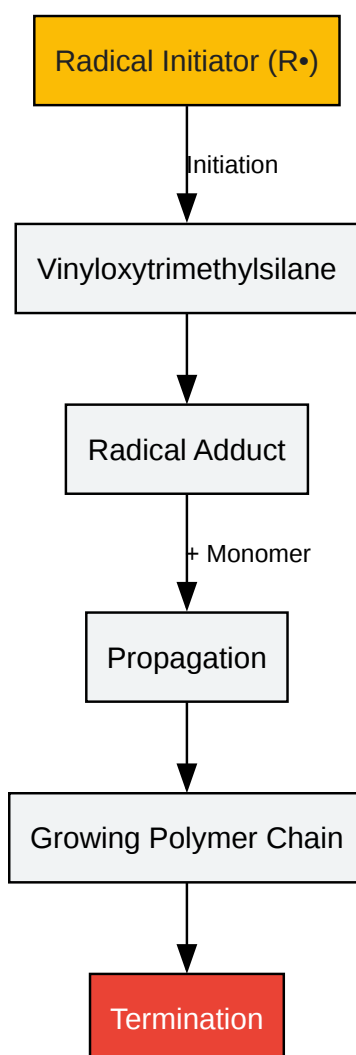 Radical Initiator (R•)
Initiation
Vinyloxytrimethylsilane
Radical Adduct
+ Monomer
Propagation
Growing Polymer Chain
Termination